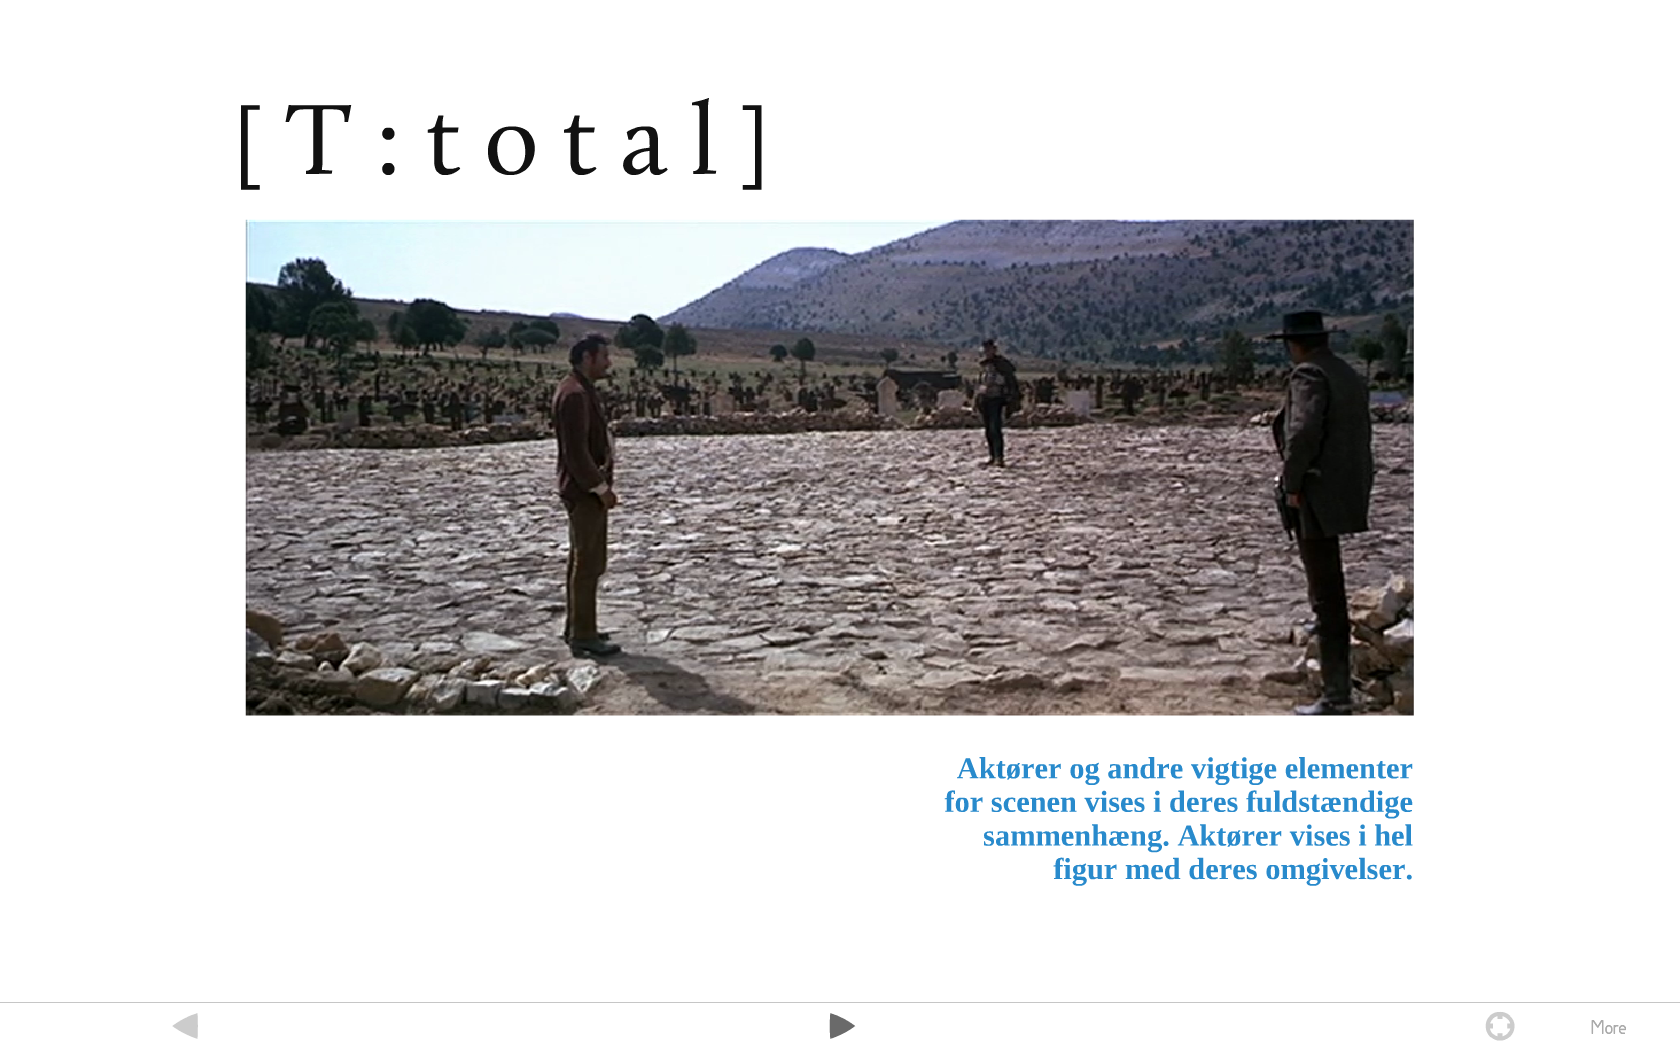 [T:total]
Aktører og andre vigtige elementer
for scenen vises i deres fuldstændige
sammenhæng. Aktører vises i hel
figur med deres omgivelser.
More